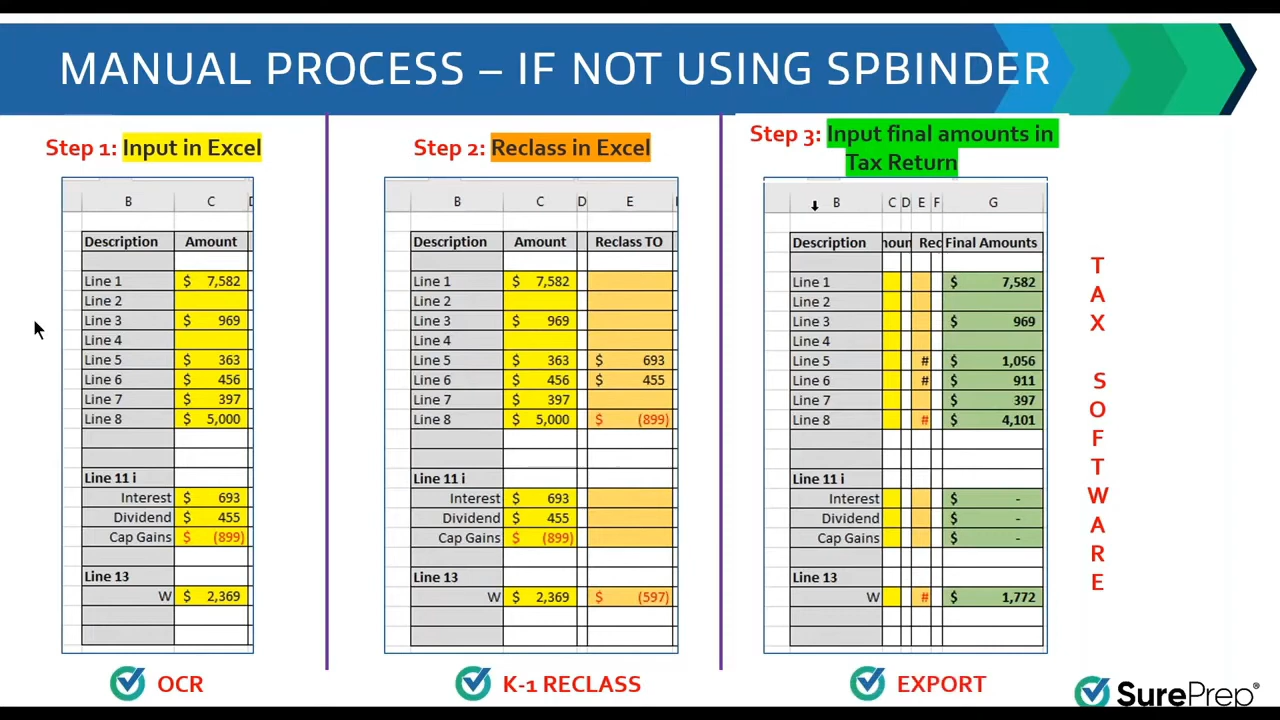 MANUAL PROCESS – IF NOT USING SPBINDER
Step 1: Input in Excel
B C D
Description Amount
Line 1 $ 7,582
Line 2
Line 3 $ 969
Line 4
Line 5 $ 363
Line 6 $ 456
Line 7 $ 397
Line 8 $ 5,000
Line 11 i
Interest $ 693
Dividend $ 455
Cap Gains $ (899)
Line 13
W $ 2,369
OCR
Step 2: Reclass in Excel
B C D E
Description Amount Reclass TO
Line 1 $ 7,582
Line 2
Line 3 $ 969
Line 4
Line 5 $ 363 $ 693
Line 6 $ 456 $ 455
Line 7 $ 397
Line 8 $ 5,000 $ (899)
Line 11 i
Interest $ 693
Dividend $ 455
Cap Gains $ (899)
Line 13
W $ 2,369 $ (597)
K-1 RECLASS
Step 3: Input final amounts in
Tax Return
B C D E F G
Description noun Rec Final Amounts
Line 1 $ 7,582
Line 2
Line 3 $ 969
Line 4
Line 5 # $ 1,056
Line 6 # $ 911
Line 7 $ 397
Line 8 # $ 4,101
Line 11 i
Interest $ -
Dividend $ -
Cap Gains $ -
Line 13
W # $ 1,772
EXPORT
TAX
SOFTWARE
SurePrep®